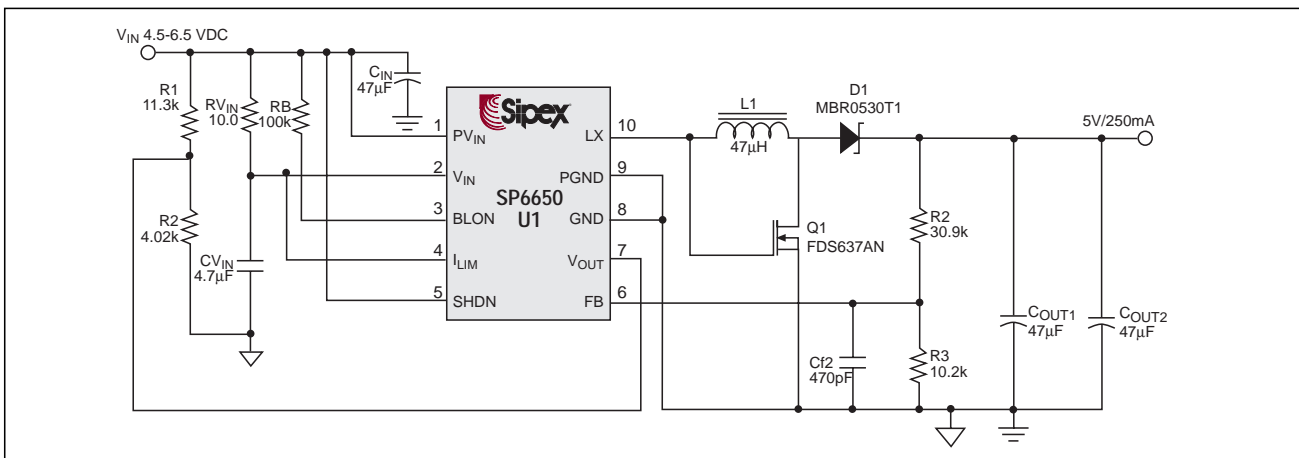 V_IN 4.5-6.5 VDC
R1
11.3k
RV_IN
10.0
RB
100k
C_IN
47µF
R2
4.02k
CV_IN
4.7µF
Sipex
SP6650
U1
1 PV_IN
2 V_IN
3 BLON
4 I_LIM
5 SHDN
10 LX
9 PGND
8 GND
7 V_OUT
6 FB
L1
47µH
D1
MBR0530T1
5V/250mA
Q1
FDS637AN
R2
30.9k
Cf2
470pF
R3
10.2k
C_OUT1
47µF
C_OUT2
47µF